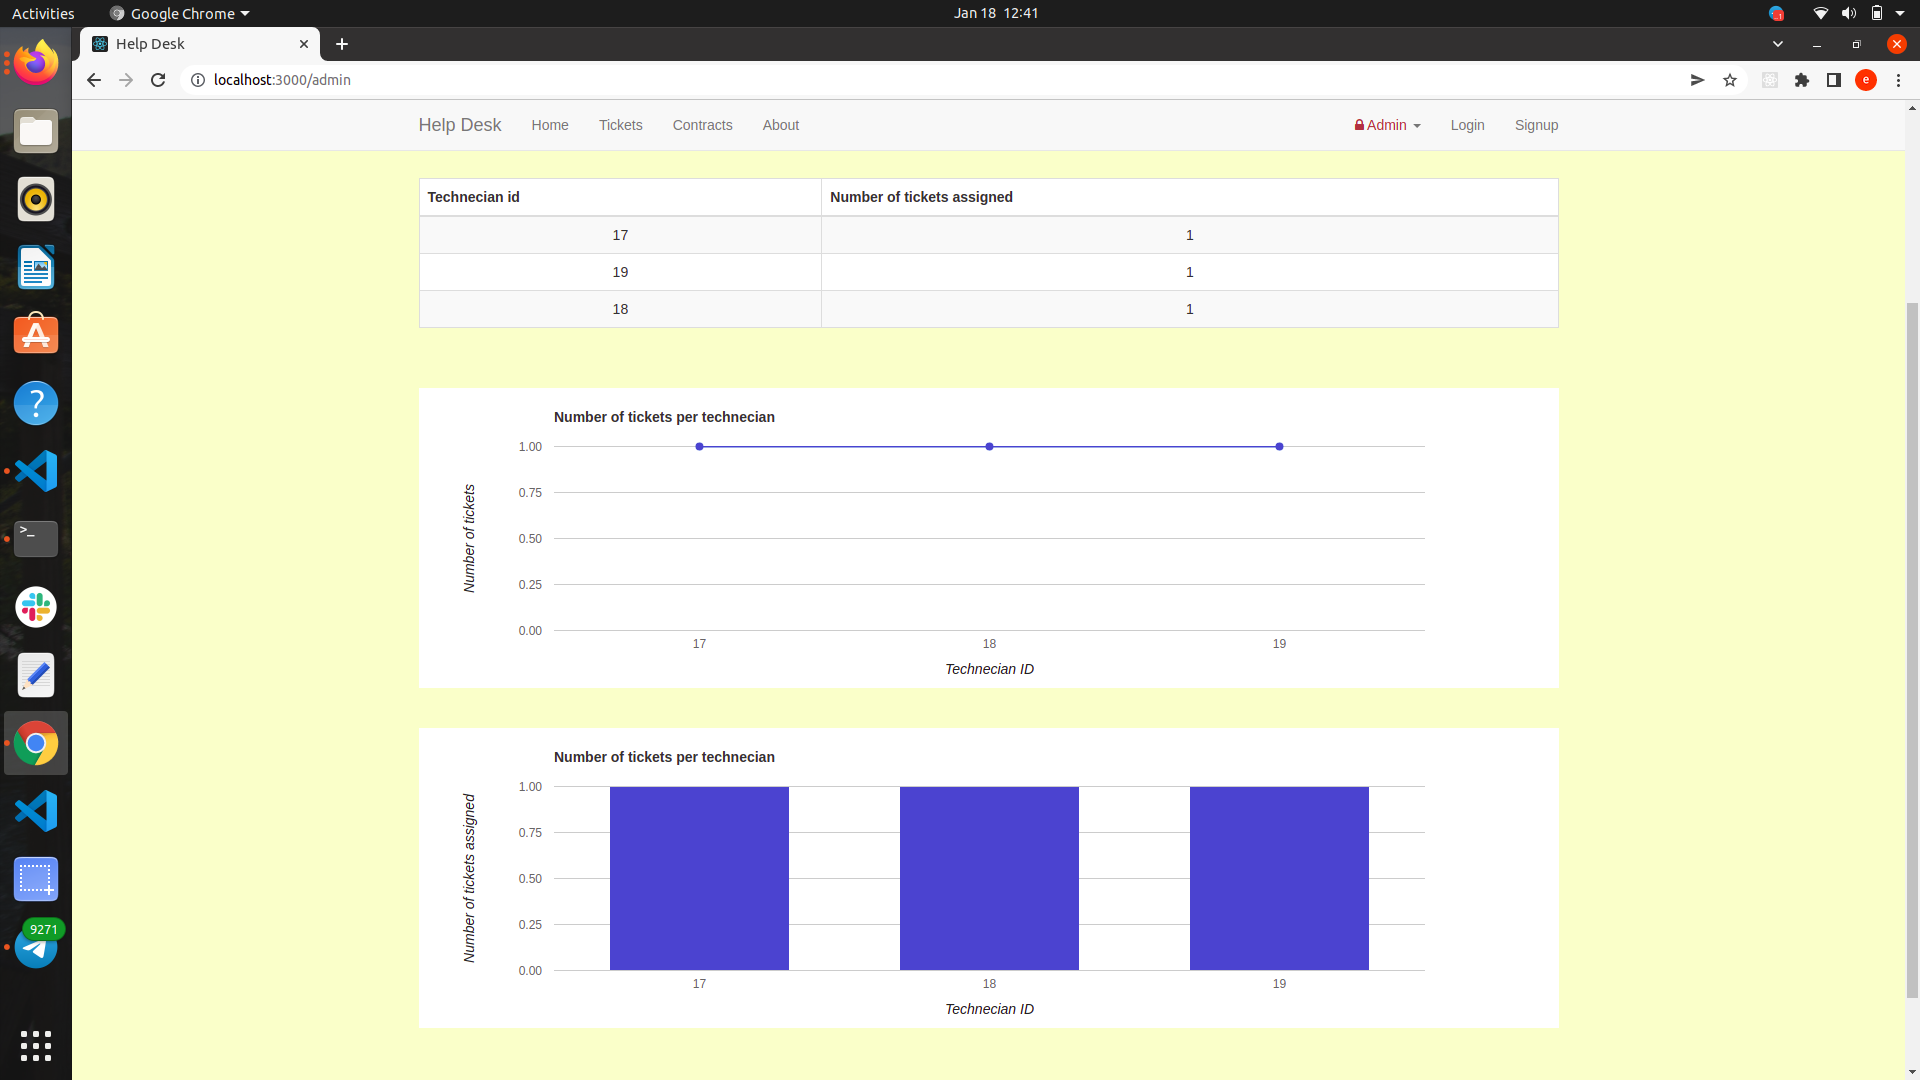 Activities Google Chrome Jan 18 12:41
Help Desk
localhost:3000/admin e
Help Desk Home Tickets Contracts About Admin Login Signup
Technecian id Number of tickets assigned
17 1
19 1
18 1
Number of tickets per technecian
1.00
0.75
0.50
0.25
0.00
Number of tickets
17 18 19
Technecian ID
Number of tickets per technecian
1.00
0.75
0.50
0.25
0.00
Number of tickets assigned
17 18 19
Technecian ID
9271